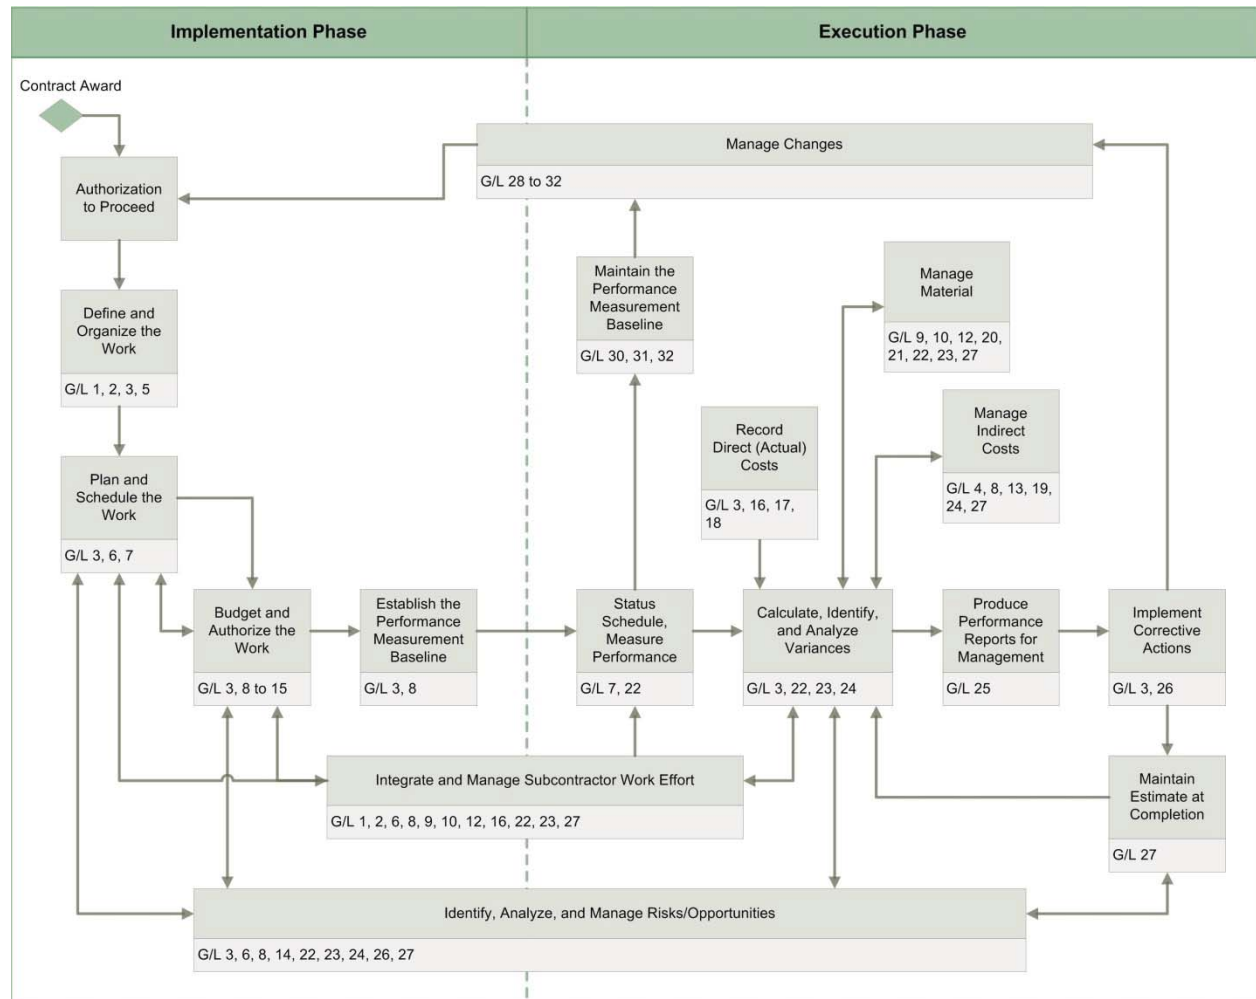 Implementation Phase
Execution Phase
Contract Award
Authorization
to Proceed
Manage Changes
G/L 28 to 32
Define and
Organize the
Work
G/L 1, 2, 3, 5
Maintain the
Performance
Measurement
Baseline
G/L 30, 31, 32
Manage
Material
G/L 9, 10, 12, 20,
21, 22, 23, 27
Plan and
Schedule the
Work
G/L 3, 6, 7
Record
Direct (Actual)
Costs
G/L 3, 16, 17,
18
Manage
Indirect
Costs
G/L 4, 8, 13, 19,
24, 27
Budget and
Authorize the
Work
G/L 3, 8 to 15
Establish the
Performance
Measurement
Baseline
G/L 3, 8
Status
Schedule,
Measure
Performance
G/L 7, 22
Calculate, Identify,
and Analyze
Variances
G/L 3, 22, 23, 24
Produce
Performance
Reports for
Management
G/L 25
Implement
Corrective
Actions
G/L 3, 26
Integrate and Manage Subcontractor Work Effort
G/L 1, 2, 6, 8, 9, 10, 12, 16, 22, 23, 27
Maintain
Estimate at
Completion
G/L 27
Identify, Analyze, and Manage Risks/Opportunities
G/L 3, 6, 8, 14, 22, 23, 24, 26, 27